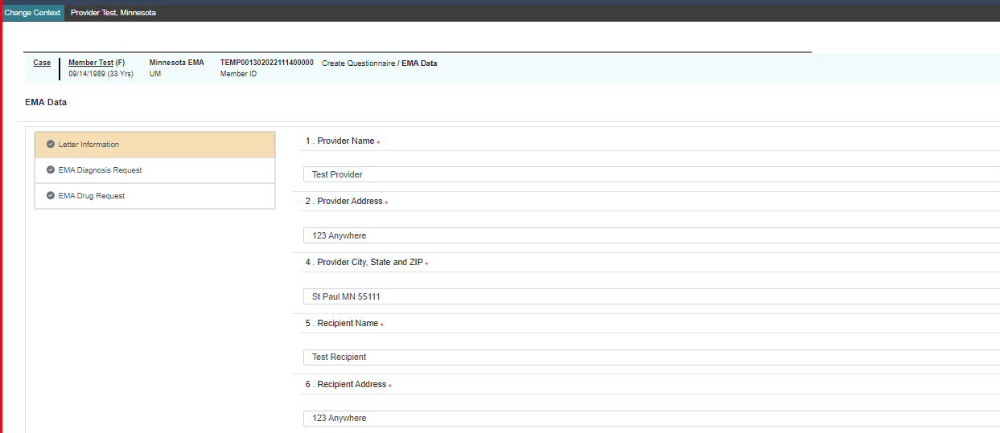 Change Context Provider Test, Minnesota
Case Member Test (F) Minnesota EMA TEMP001302022111400000 Create Questionnaire / EMA Data
09/14/1989 (33 Yrs) UM Member ID
EMA Data
Letter Information
EMA Diagnosis Request
EMA Drug Request
1 . Provider Name *
Test Provider
2 . Provider Address *
123 Anywhere
4 . Provider City, State and ZIP *
St Paul MN 55111
5 . Recipient Name *
Test Recipient
6 . Recipient Address *
123 Anywhere